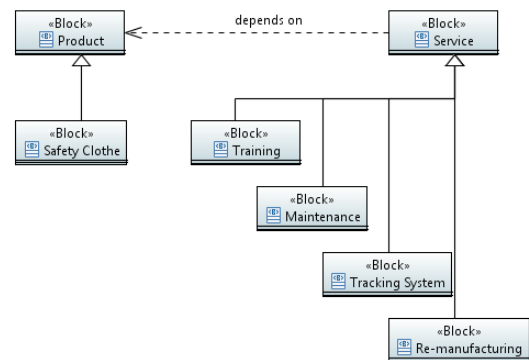 depends on
«Block»
Product
«Block»
Service
«Block»
Safety Clothe
«Block»
Training
«Block»
Maintenance
«Block»
Tracking System
«Block»
Re-manufacturing